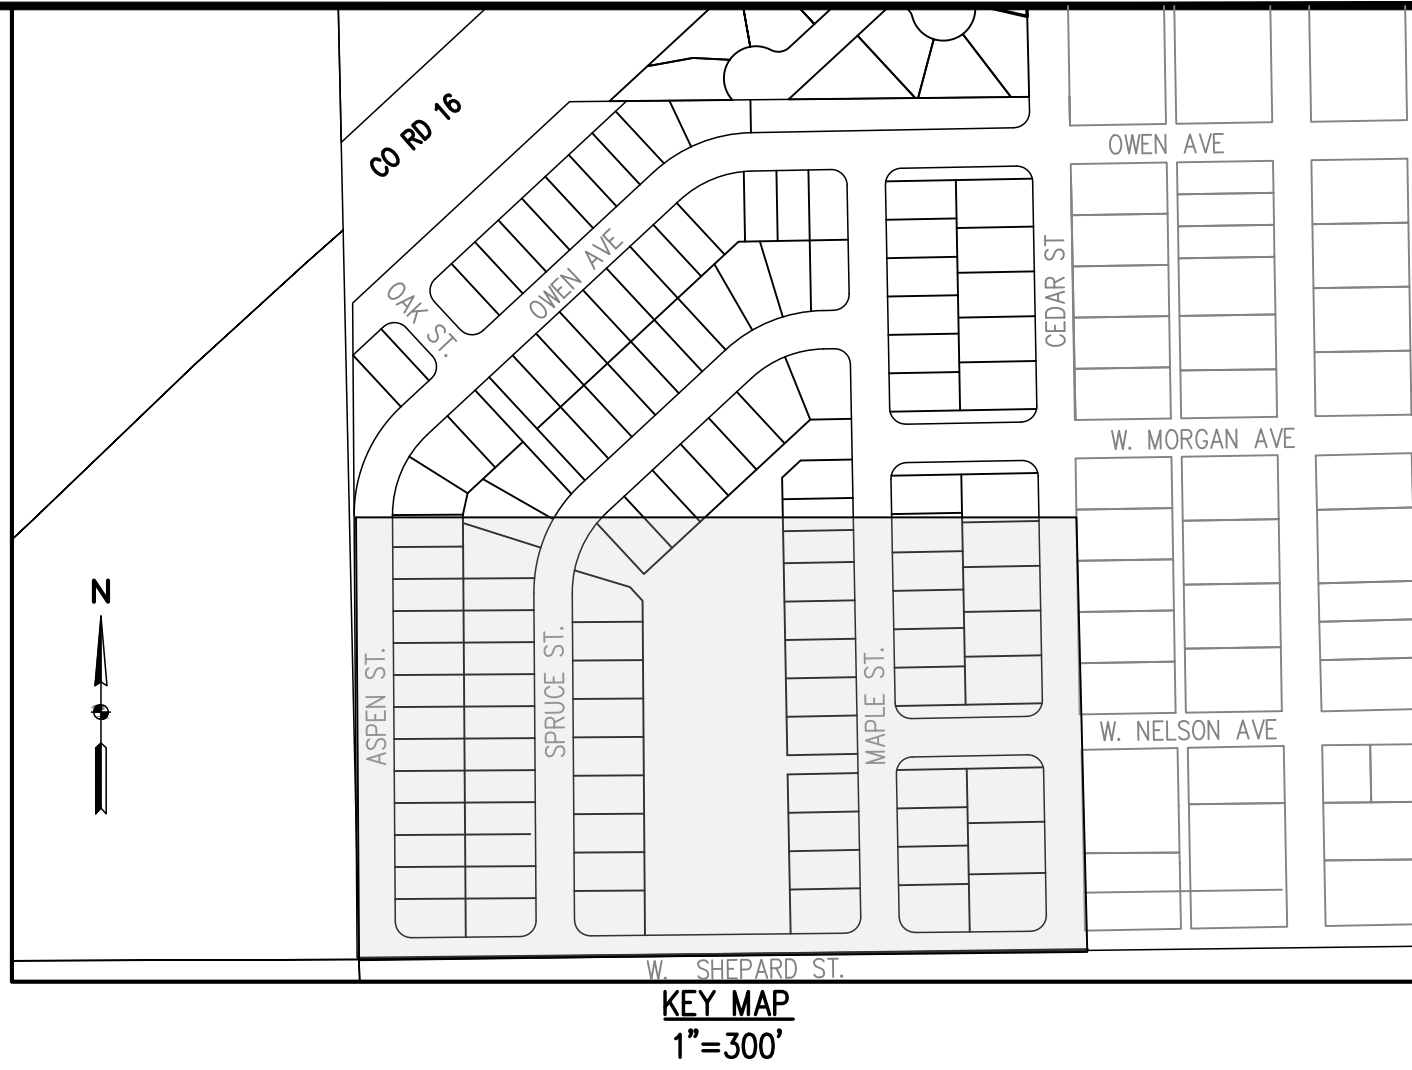 CO RD 16
OWEN AVE
OAK ST.
OWEN AVE
CEDAR ST
W. MORGAN AVE
N
ASPEN ST.
SPRUCE ST.
MAPLE ST.
W. NELSON AVE
W. SHEPARD ST.
KEY MAP
1"=300'